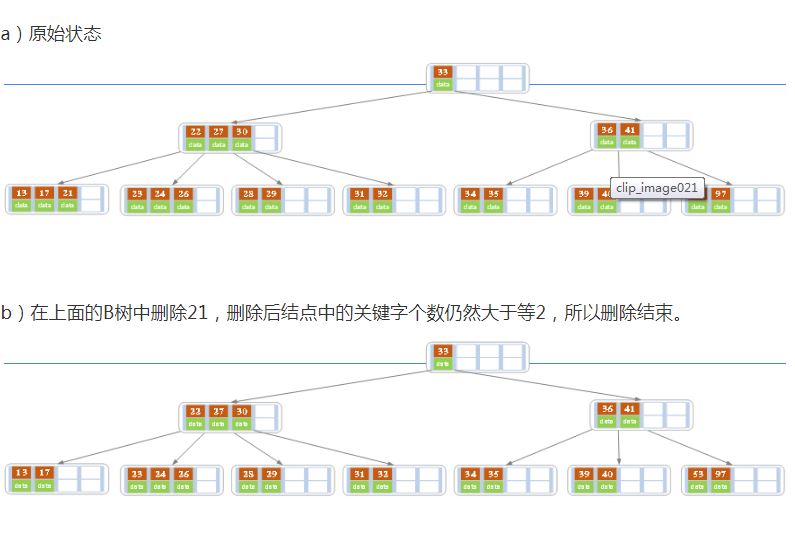 a）原始状态
33
data
22 27 30
data data data
36 41
data data
clip_image021
13 17 21
data data data
23 24 26
data data data
28 29
data data
31 32
data data
34 35
data data
39
data data
97
data data
b）在上面的B树中删除21，删除后结点中的关键字个数仍然大于等2，所以删除结束。
33
data
22 27 30
data data data
36 41
data data
13 17
data data
23 24 26
data data data
28 29
data data
31 32
data data
34 35
data data
39 40
data data
53 97
data data